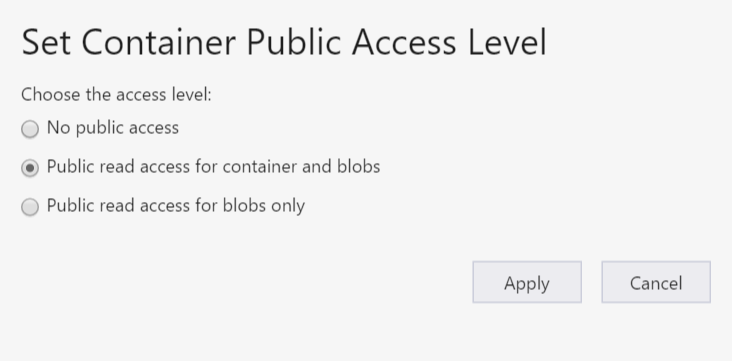 Set Container Public Access Level
Choose the access level:
No public access
Public read access for container and blobs
Public read access for blobs only
Apply
Cancel